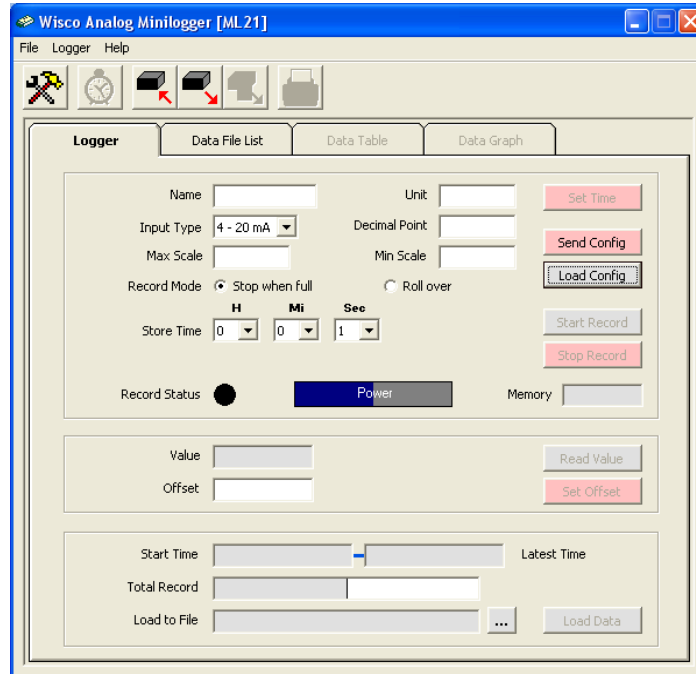 Wisco Analog Minilogger [ML21]
File Logger Help
Logger Data File List Data Table Data Graph
Name Unit Set Time
Input Type 4 - 20 mA Decimal Point
Send Config
Max Scale Min Scale
Load Config
Record Mode Stop when full Roll over
H Mi Sec
Store Time 0 0 1 Start Record
Stop Record
Record Status Power Memory
Value Read Value
Offset Set Offset
Start Time Latest Time
Total Record
Load to File ... Load Data